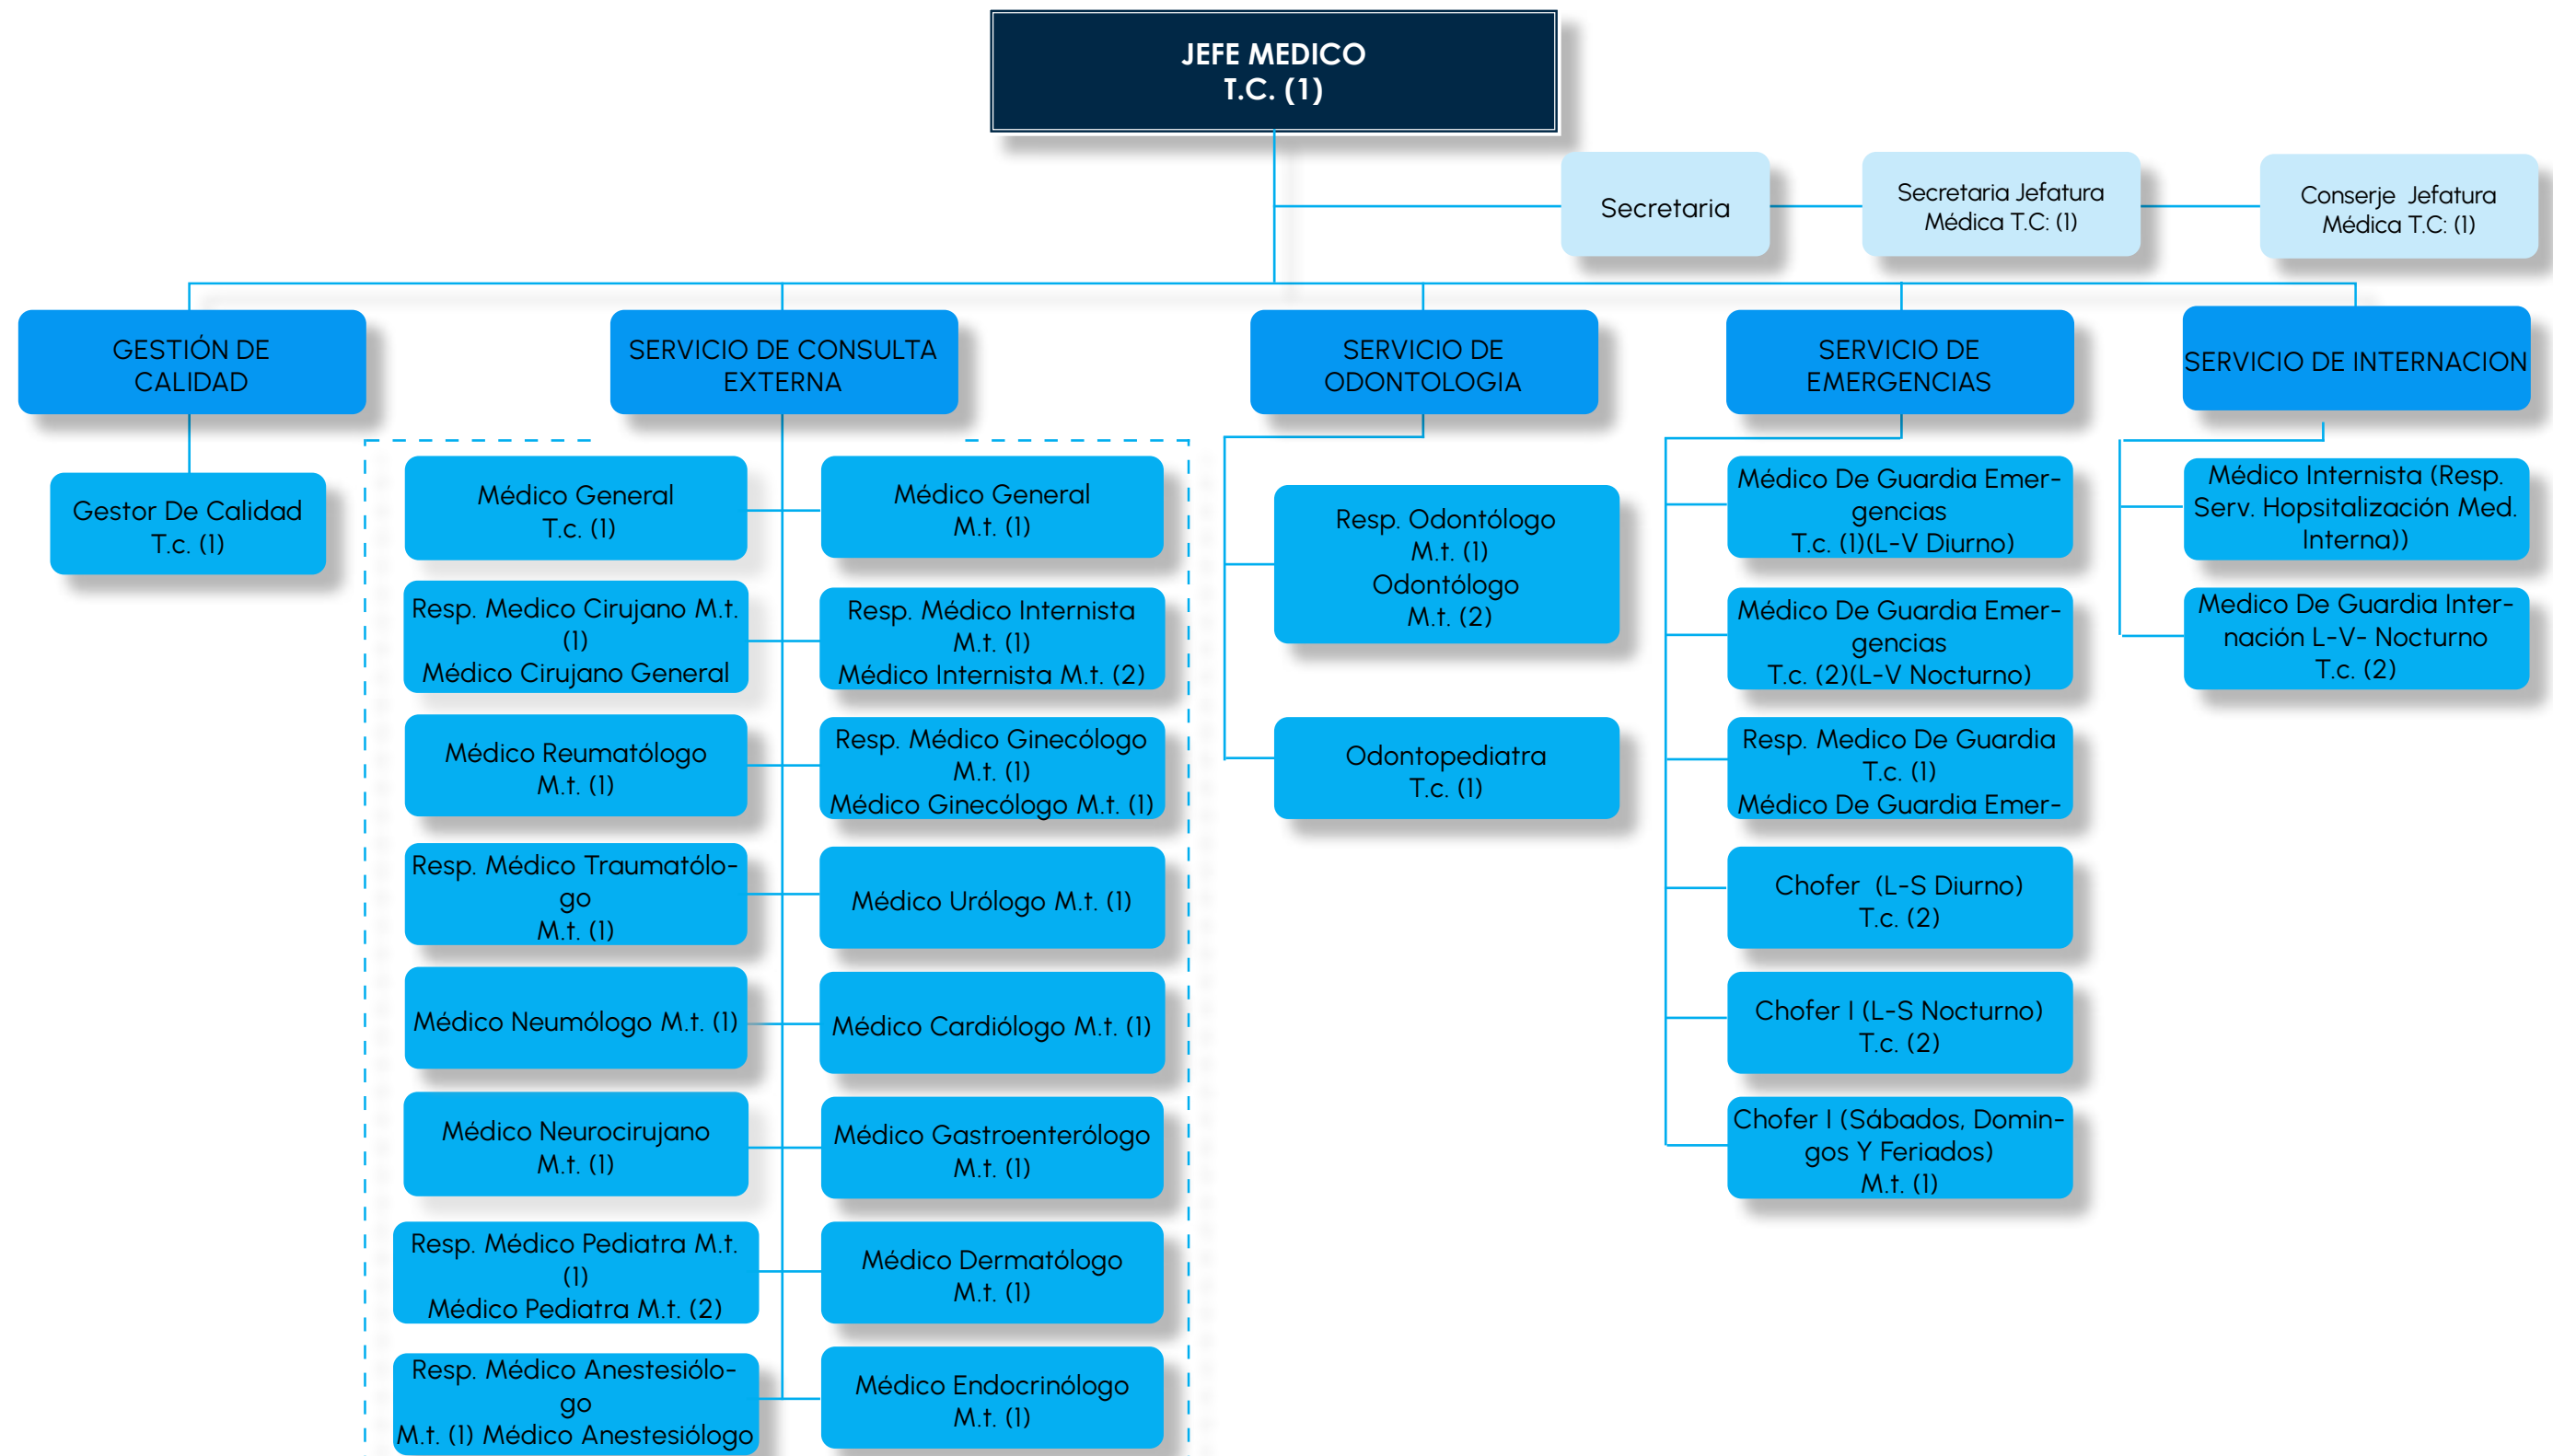 JEFE MEDICO
T.C. (1)
Secretaria
Secretaria Jefatura
Médica T.C: (1)
Conserje Jefatura
Médica T.C: (1)
GESTIÓN DE
CALIDAD
Gestor De Calidad
T.c. (1)
SERVICIO DE CONSULTA
EXTERNA
Médico General
T.c. (1)
Médico General
M.t. (1)
Resp. Medico Cirujano M.t.
(1)
Médico Cirujano General
Resp. Médico Internista
M.t. (1)
Médico Internista M.t. (2)
Médico Reumatólogo
M.t. (1)
Resp. Médico Ginecólogo
M.t. (1)
Médico Ginecólogo M.t. (1)
Resp. Médico Traumatólo-
go
M.t. (1)
Médico Urólogo M.t. (1)
Médico Neumólogo M.t. (1)
Médico Cardiólogo M.t. (1)
Médico Neurocirujano
M.t. (1)
Médico Gastroenterólogo
M.t. (1)
Resp. Médico Pediatra M.t.
(1)
Médico Pediatra M.t. (2)
Médico Dermatólogo
M.t. (1)
Resp. Médico Anestesiólo-
go
M.t. (1) Médico Anestesiólogo
Médico Endocrinólogo
M.t. (1)
SERVICIO DE
ODONTOLOGIA
Resp. Odontólogo
M.t. (1)
Odontólogo
M.t. (2)
Odontopediatra
T.c. (1)
SERVICIO DE
EMERGENCIAS
Médico De Guardia Emer-
gencias
T.c. (1)(L-V Diurno)
Médico De Guardia Emer-
gencias
T.c. (2)(L-V Nocturno)
Resp. Medico De Guardia
T.c. (1)
Médico De Guardia Emer-
Chofer (L-S Diurno)
T.c. (2)
Chofer I (L-S Nocturno)
T.c. (2)
Chofer I (Sábados, Domin-
gos Y Feriados)
M.t. (1)
SERVICIO DE INTERNACION
Médico Internista (Resp.
Serv. Hopsitalización Med.
Interna))
Medico De Guardia Inter-
nación L-V- Nocturno
T.c. (2)